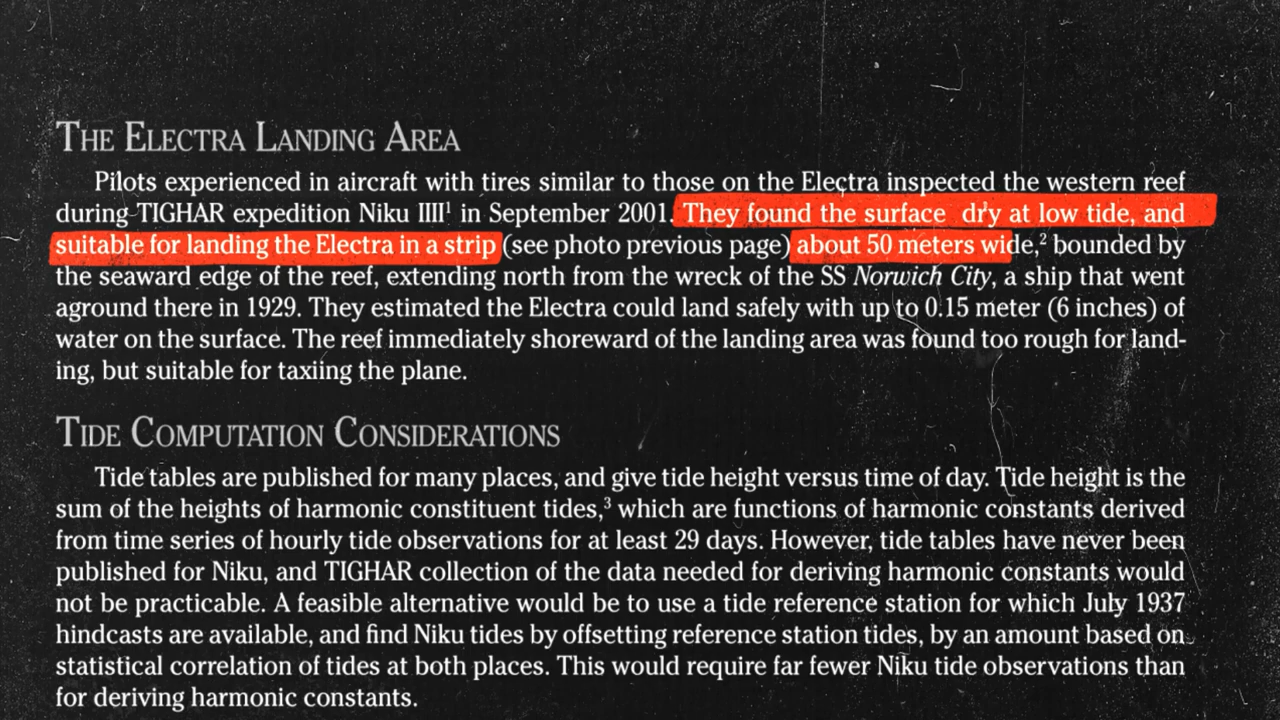 THE ELECTRA LANDING AREA
Pilots experienced in aircraft with tires similar to those on the Electra inspected the western reef
during TIGHAR expedition Niku IIII¹ in September 2001. They found the surface dry at low tide, and
suitable for landing the Electra in a strip (see photo previous page) about 50 meters wide,² bounded by
the seaward edge of the reef, extending north from the wreck of the SS Norwich City, a ship that went
aground there in 1929. They estimated the Electra could land safely with up to 0.15 meter (6 inches) of
water on the surface. The reef immediately shoreward of the landing area was found too rough for land-
ing, but suitable for taxiing the plane.
TIDE COMPUTATION CONSIDERATIONS
Tide tables are published for many places, and give tide height versus time of day. Tide height is the
sum of the heights of harmonic constituent tides,³ which are functions of harmonic constants derived
from time series of hourly tide observations for at least 29 days. However, tide tables have never been
published for Niku, and TIGHAR collection of the data needed for deriving harmonic constants would
not be practicable. A feasible alternative would be to use a tide reference station for which July 1937
hindcasts are available, and find Niku tides by offsetting reference station tides, by an amount based on
statistical correlation of tides at both places. This would require far fewer Niku tide observations than
for deriving harmonic constants.